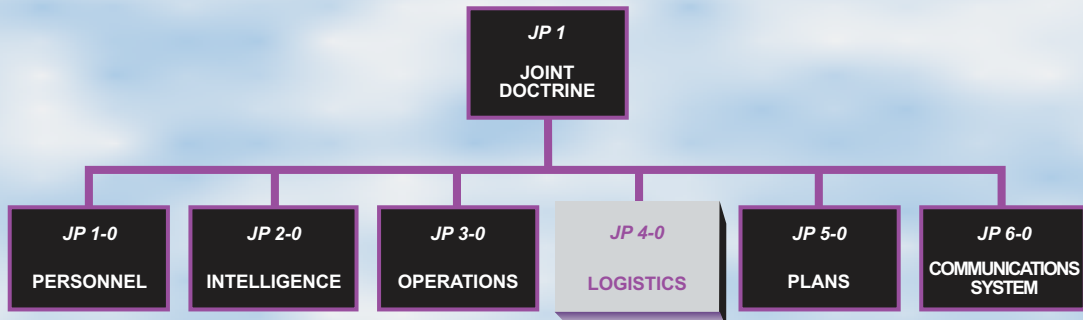 JP 1
JOINT
DOCTRINE
JP 1-0
PERSONNEL
JP 2-0
INTELLIGENCE
JP 3-0
OPERATIONS
JP 4-0
LOGISTICS
JP 5-0
PLANS
JP 6-0
COMMUNICATIONS
SYSTEM